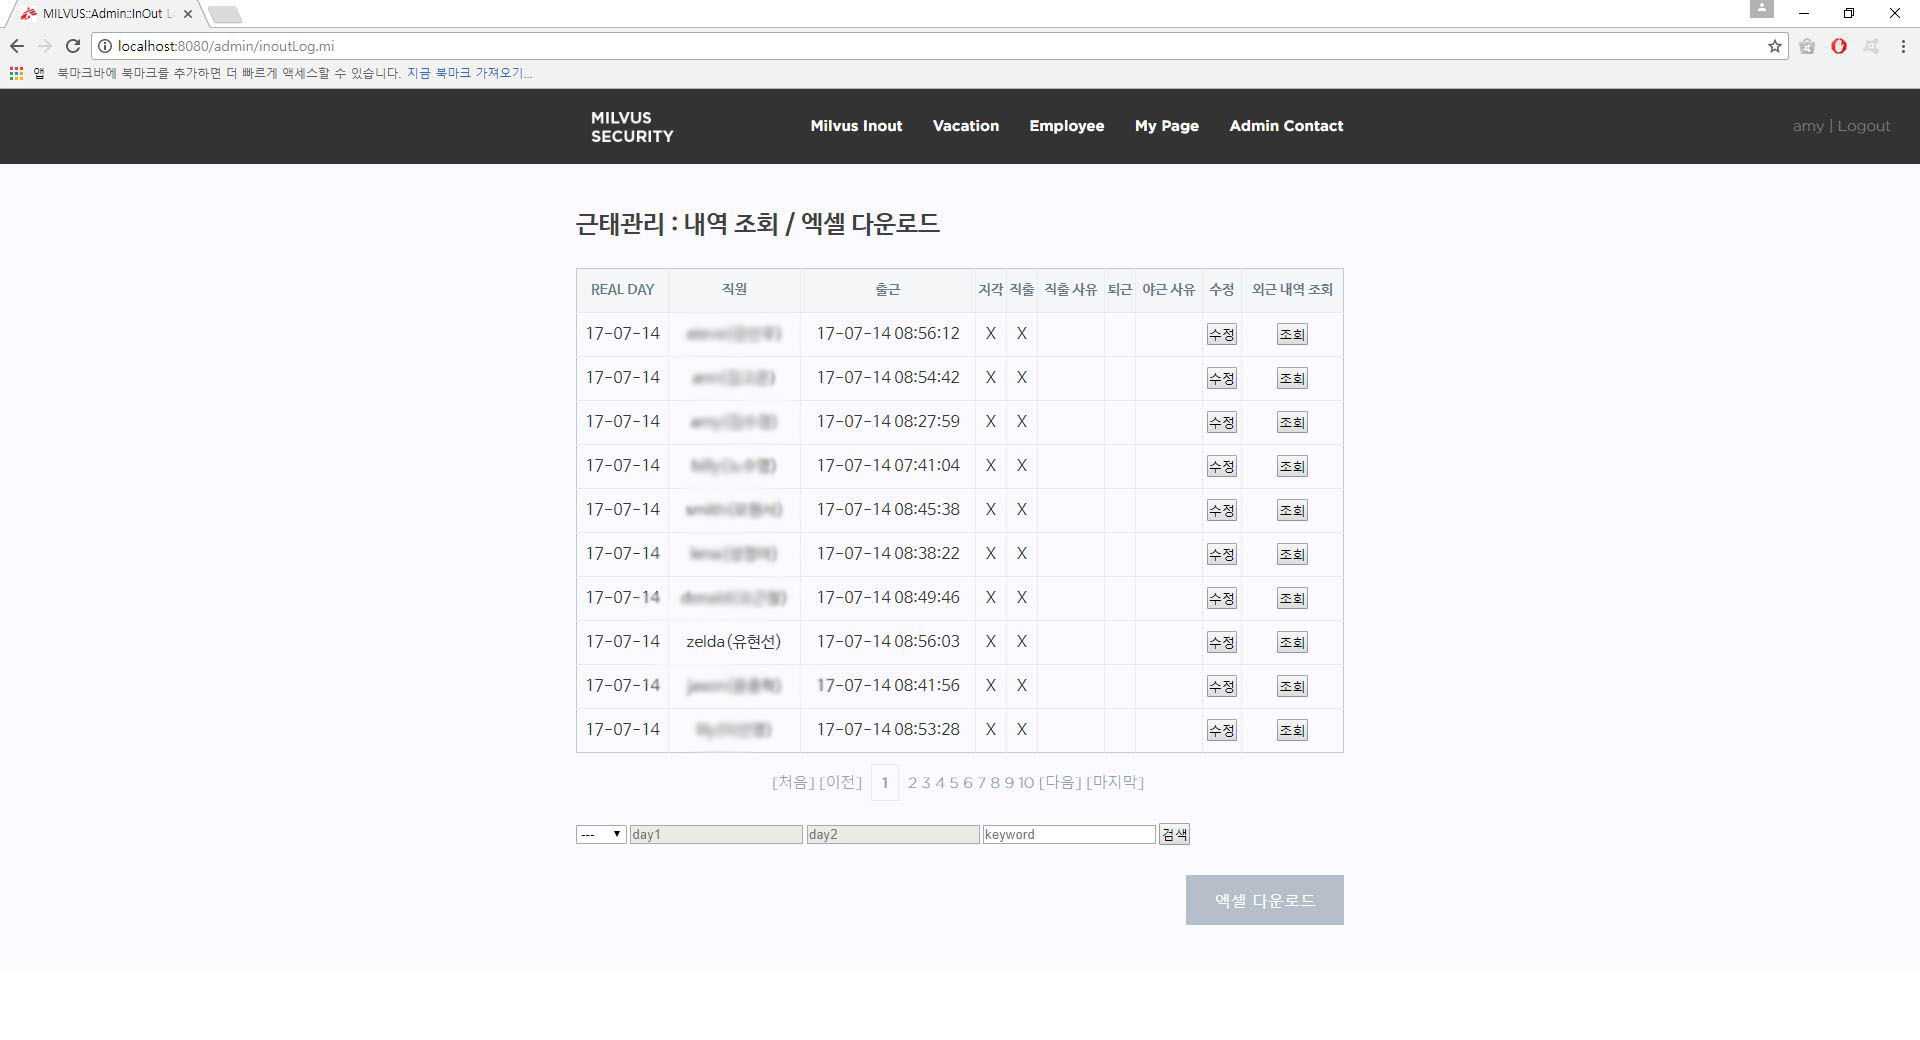 MILVUS::Admin::InOut L
localhost:8080/admin/inoutLog.mi
앱 북마크바에 북마크를 추가하면 더 빠르게 액세스할 수 있습니다. 지금 북마크 가져오기...
MILVUS
SECURITY
Milvus Inout Vacation Employee My Page Admin Contact
amy | Logout
근태관리 : 내역 조회 / 엑셀 다운로드
REAL DAY 직원 출근 지각 직출 직출 사유 퇴근 야근 사유 수정 외근 내역 조회
17-07-14 17-07-14 08:56:12 X X 수정 조회
17-07-14 17-07-14 08:54:42 X X 수정 조회
17-07-14 17-07-14 08:27:59 X X 수정 조회
17-07-14 17-07-14 07:41:04 X X 수정 조회
17-07-14 17-07-14 08:45:38 X X 수정 조회
17-07-14 17-07-14 08:38:22 X X 수정 조회
17-07-14 17-07-14 08:49:46 X X 수정 조회
17-07-14 zelda (유현선) 17-07-14 08:56:03 X X 수정 조회
17-07-14 17-07-14 08:41:56 X X 수정 조회
17-07-14 17-07-14 08:53:28 X X 수정 조회
[처음] [이전] 1 2 3 4 5 6 7 8 9 10 [다음] [마지막]
--- day1 day2 keyword 검색
엑셀 다운로드